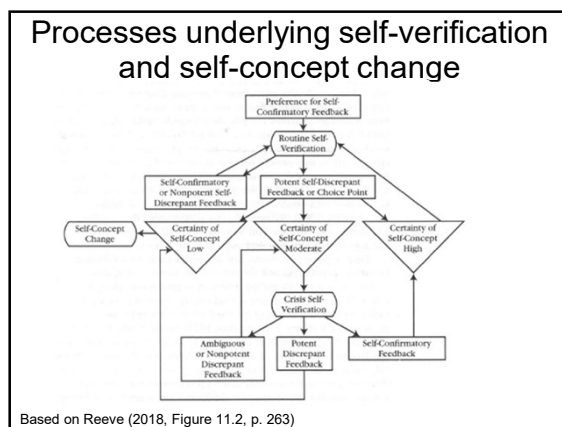 Processes underlying self-verification
and self-concept change
Preference for Self-
Confirmatory Feedback
Routine Self-
Verification
Self-Confirmatory
or Nonpotent Self-
Discrepant Feedback
Potent Self-Discrepant
Feedback or Choice Point
Self-Concept
Change
Certainty of
Self-Concept
Low
Certainty of
Self-Concept
Moderate
Certainty of
Self-Concept
High
Crisis Self-
Verification
Ambiguous
or Nonpotent
Discrepant
Feedback
Potent
Discrepant
Feedback
Self-Confirmatory
Feedback
Based on Reeve (2018, Figure 11.2, p. 263)